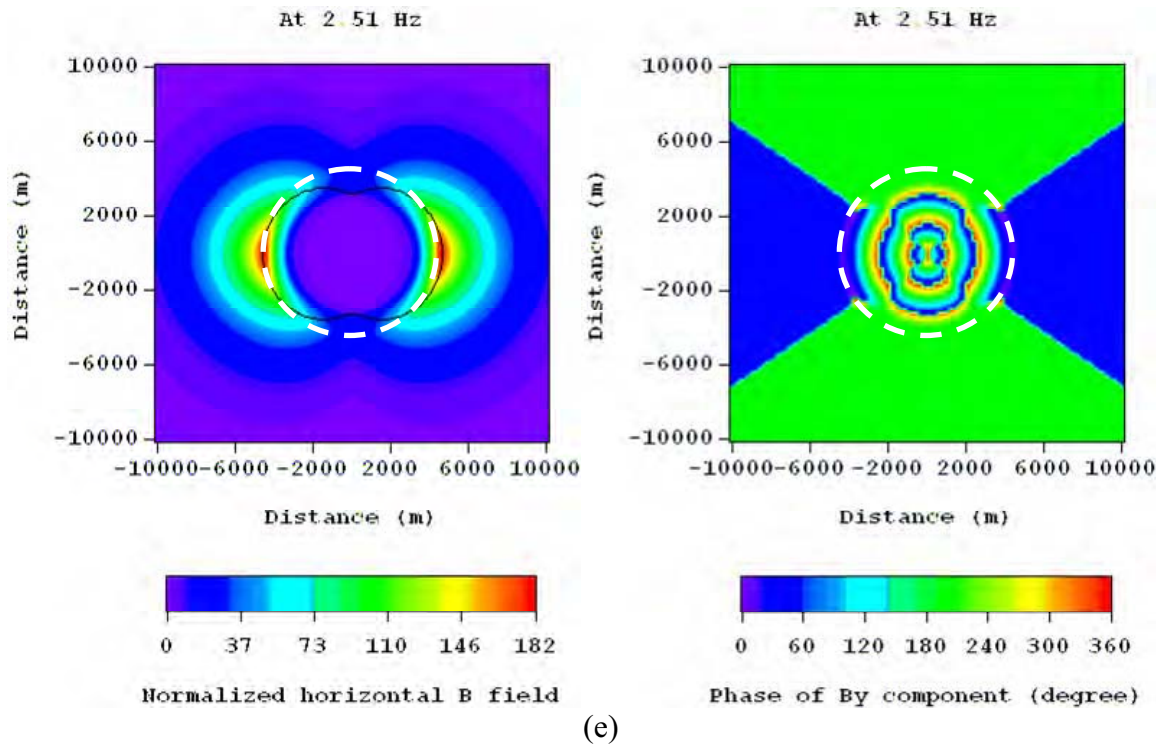 At 2.51 Hz
10000
6000
2000
-2000
-6000
-10000
Distance (m)
-10000 -6000 -2000 2000 6000 10000
Distance (m)
0 37 73 110 146 182
Normalized horizontal B field
At 2.51 Hz
10000
6000
2000
-2000
-6000
-10000
Distance (m)
-10000 -6000 -2000 2000 6000 10000
Distance (m)
0 60 120 180 240 300 360
Phase of By component (degree)
(e)